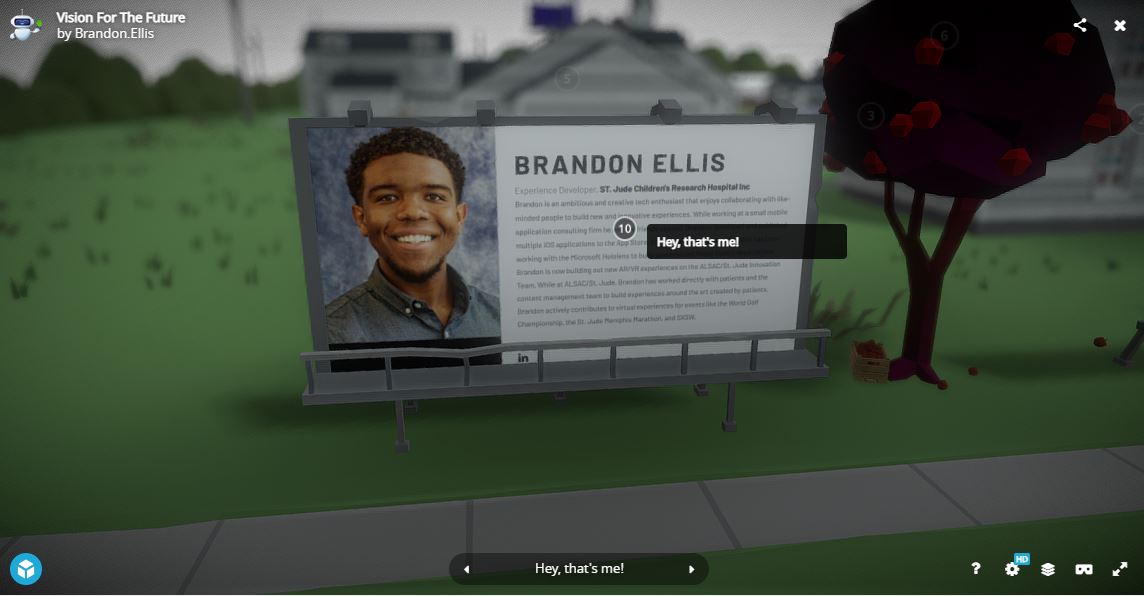 Vision For The Future
by Brandon.Ellis
6
5
3
BRANDON ELLIS
Experience Developer, ST. Jude Children's Research Hospital Inc
Brandon is an ambitious and creative tech enthusiast that enjoys collaborating with like-
minded people to build new and innovative experiences. While working at a small mobile
application consulting firm he
10
Hey, that's me!
multiple iOS applications to the App Store
working with the Microsoft Hololens to
Brandon is now building out new AR/VR experiences on the ALSAC/St. Jude Innovation
Team. While at ALSAC/St. Jude, Brandon has worked directly with patients and the
content management team to build experiences around the art created by patients.
Brandon actively contributes to virtual experiences for events like the World Golf
Championship, the St. Jude Memphis Marathon, and SXSW.
in
Hey, that's me!
?
HD